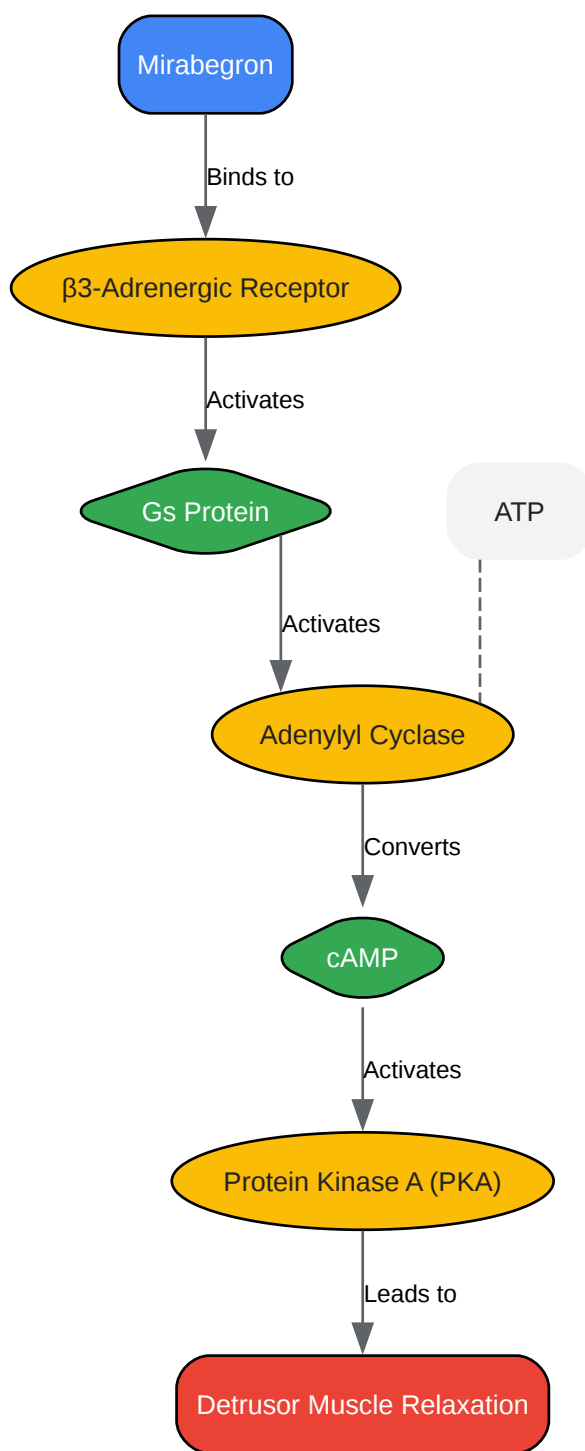 Mirabegron
Binds to
β3-Adrenergic Receptor
Activates
Gs Protein
ATP
Activates
Adenylyl Cyclase
Converts
cAMP
Activates
Protein Kinase A (PKA)
Leads to
Detrusor Muscle Relaxation